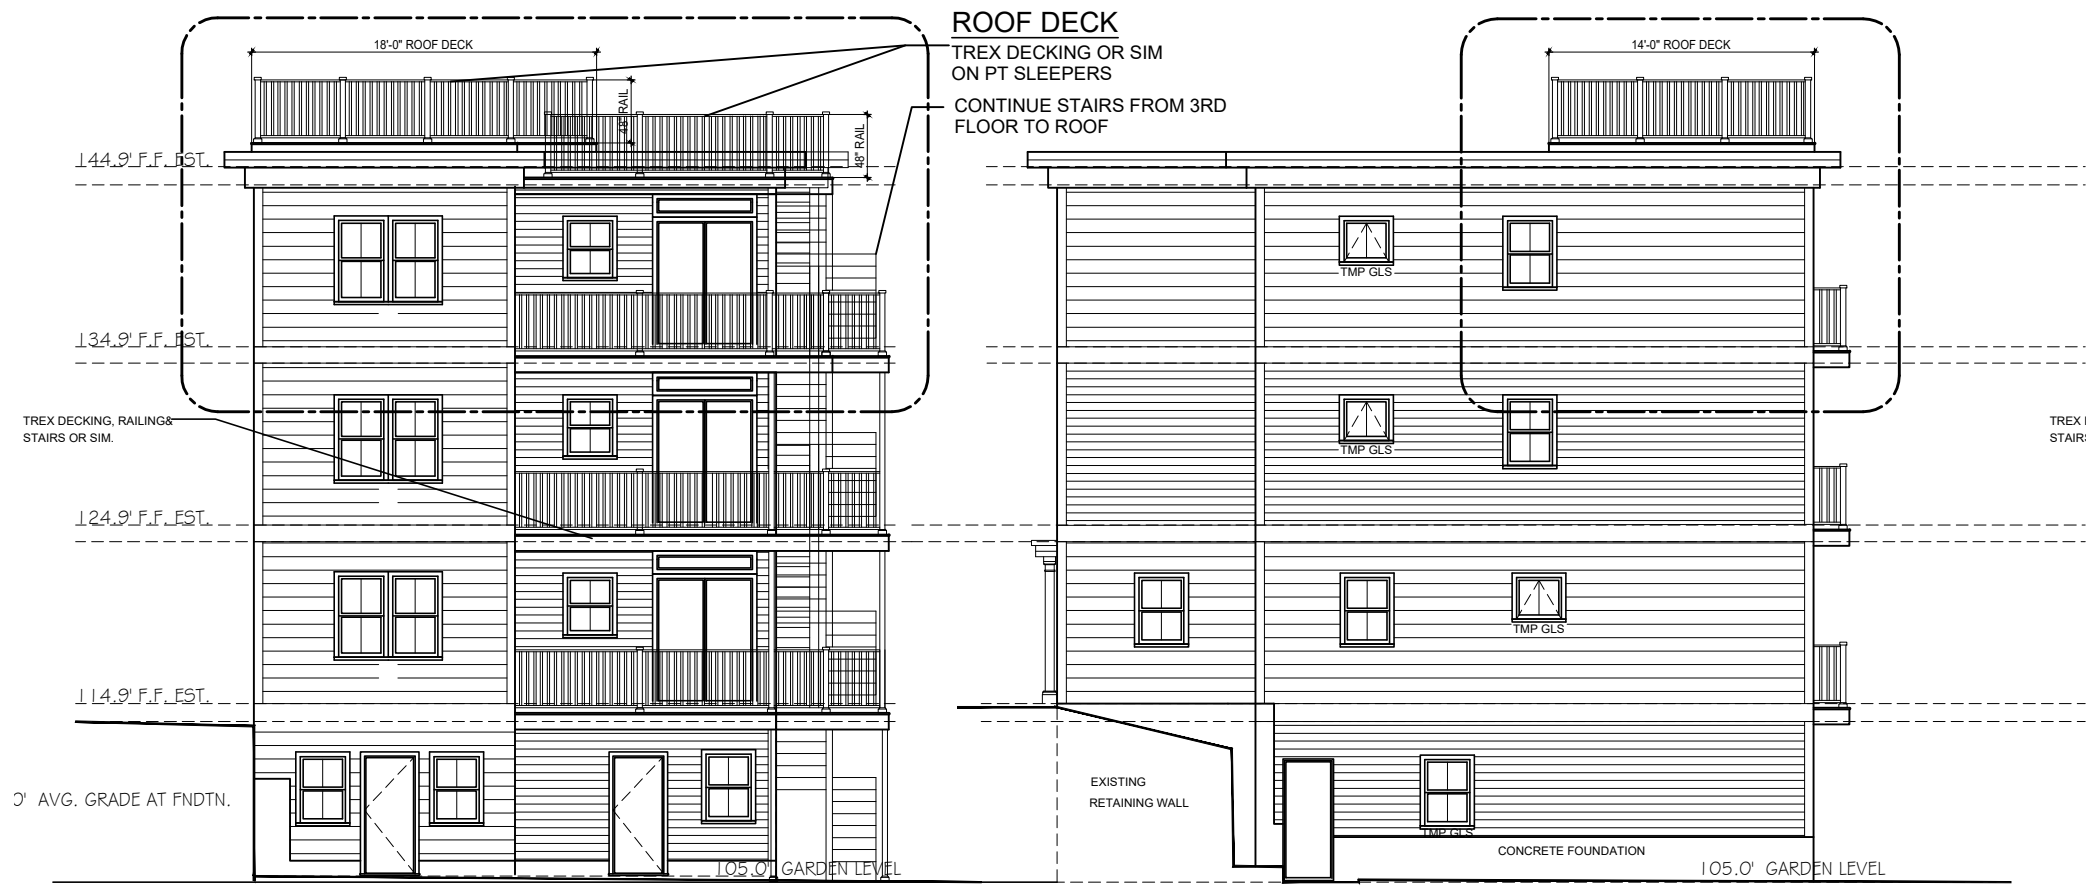 ROOF DECK
TREX DECKING OR SIM
ON PT SLEEPERS
CONTINUE STAIRS FROM 3RD
FLOOR TO ROOF
18'-0" ROOF DECK
48" RAIL
48" RAIL
14'-0" ROOF DECK
144.9' F.F. EST.
134.9' F.F. EST.
TREX DECKING, RAILING&
STAIRS OR SIM.
124.9' F.F. EST.
114.9' F.F. EST.
0' AVG. GRADE AT FNDTN.
105.0' GARDEN LEVEL
TMP GLS
TMP GLS
TMP GLS
EXISTING
RETAINING WALL
TMP GLS
CONCRETE FOUNDATION
105.0' GARDEN LEVEL
TREX
STAIRS